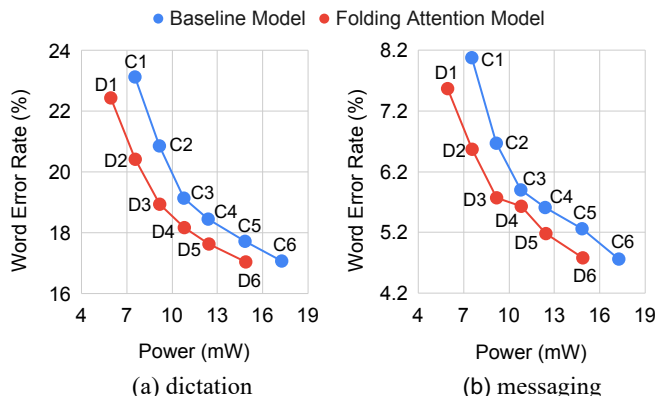 Baseline Model Folding Attention Model
24
22
20
18
16
Word Error Rate (%)
C1
D1
C2
D2
C3
D3
C4
D4
C5
D5
C6
D6
4 7 10 13 16 19
Power (mW)
(a) dictation
8.2
7.2
6.2
5.2
4.2
Word Error Rate (%)
C1
D1
C2
D2
C3
D3
C4
D4
C5
D5
C6
D6
4 7 10 13 16 19
Power (mW)
(b) messaging